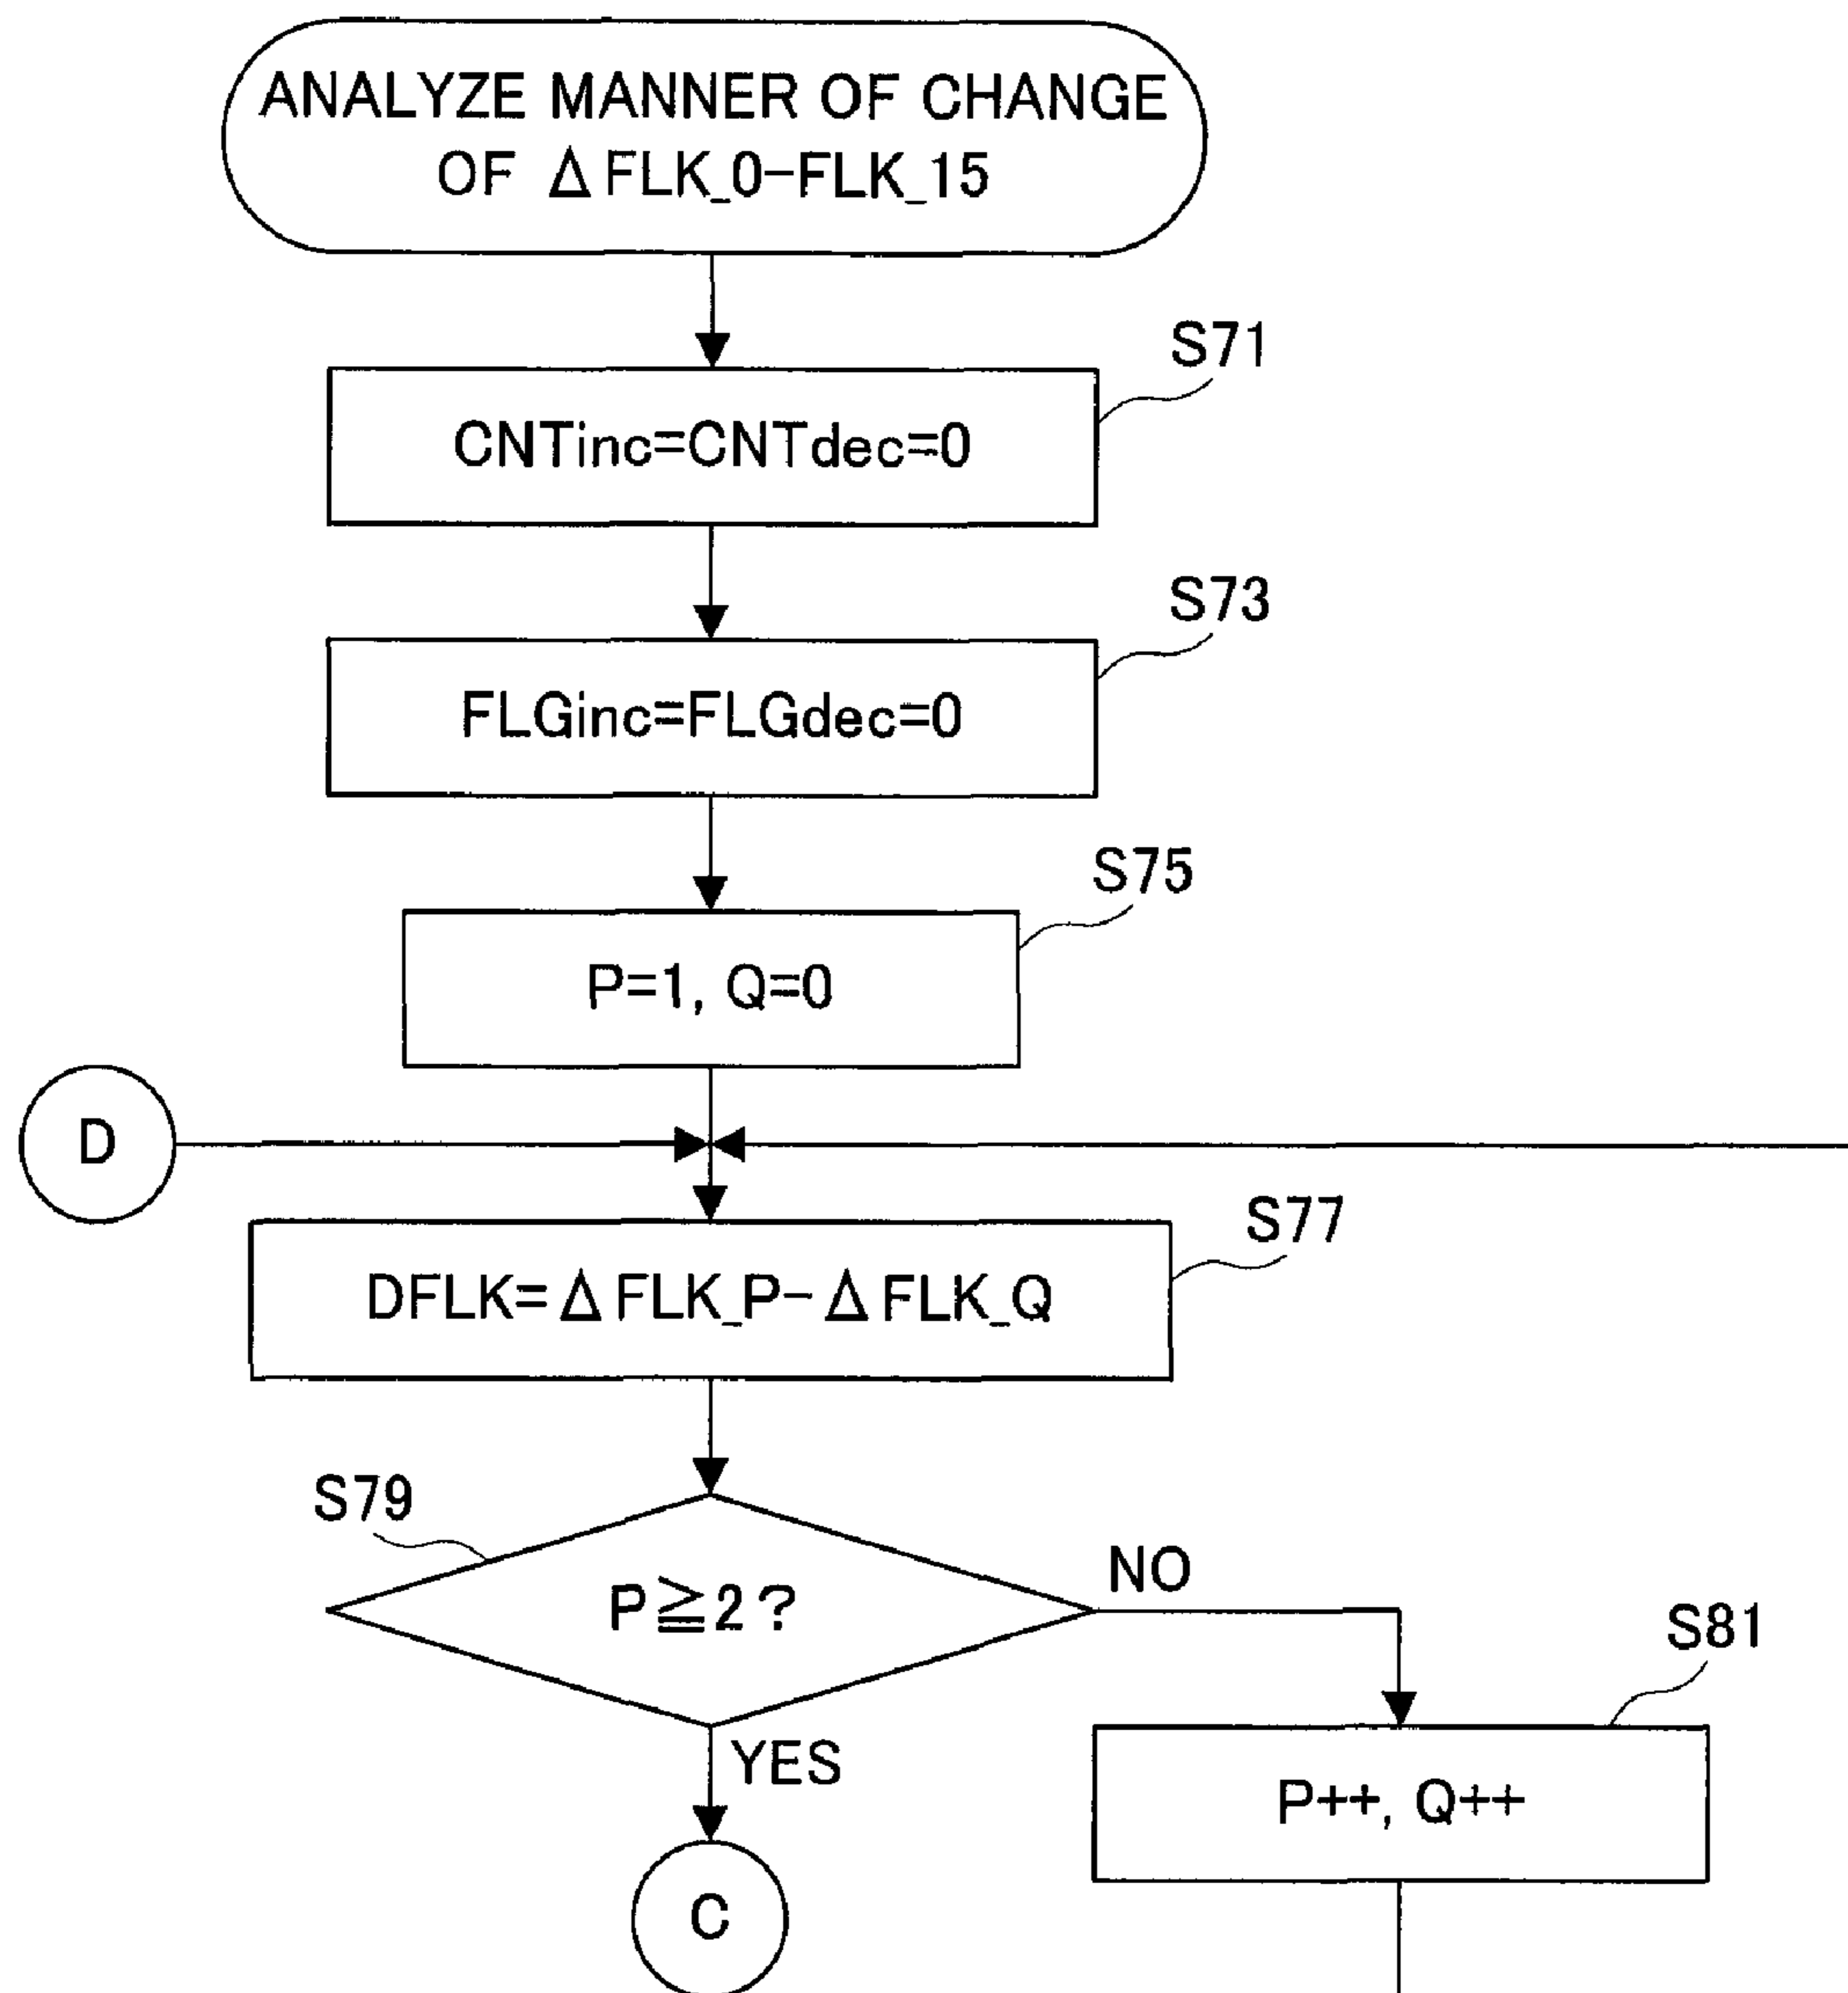 ANALYZE MANNER OF CHANGE
OF ΔFLK_0-FLK_15
S71
CNTinc=CNTdec=0
S73
FLGinc=FLGdec=0
S75
P=1, Q=0
D
S77
DFLK=ΔFLK_P-ΔFLK_Q
S79
P≧2?
NO
S81
YES
P++, Q++
C